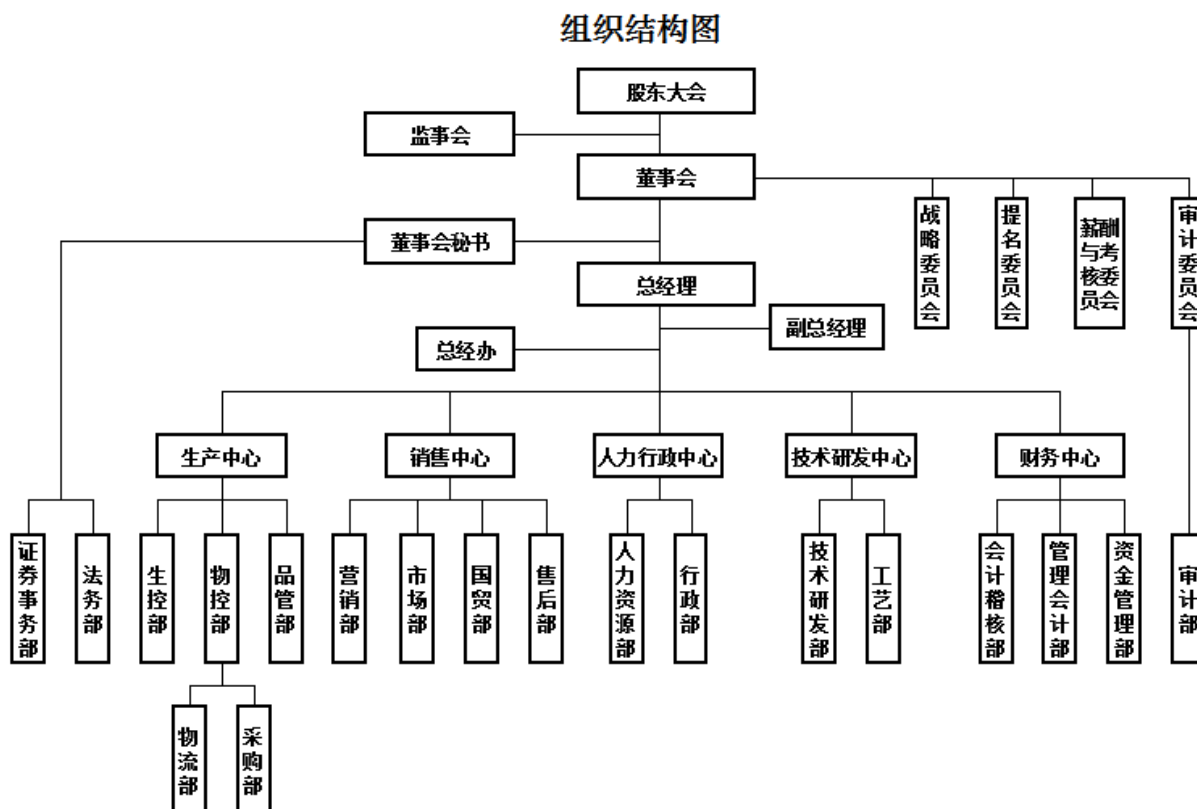 组织结构图
股东大会
监事会
董事会
战略委员会
提名委员会
薪酬与考核委员会
审计委员会
董事会秘书
总经理
副总经理
总经办
生产中心
销售中心
人力行政中心
技术研发中心
财务中心
证券事务部
法务部
生控部
物控部
品管部
营销部
市场部
国贸部
售后部
人力资源部
行政部
技术研发部
工艺部
会计稽核部
管理会计部
资金管理部
审计部
物流部
采购部